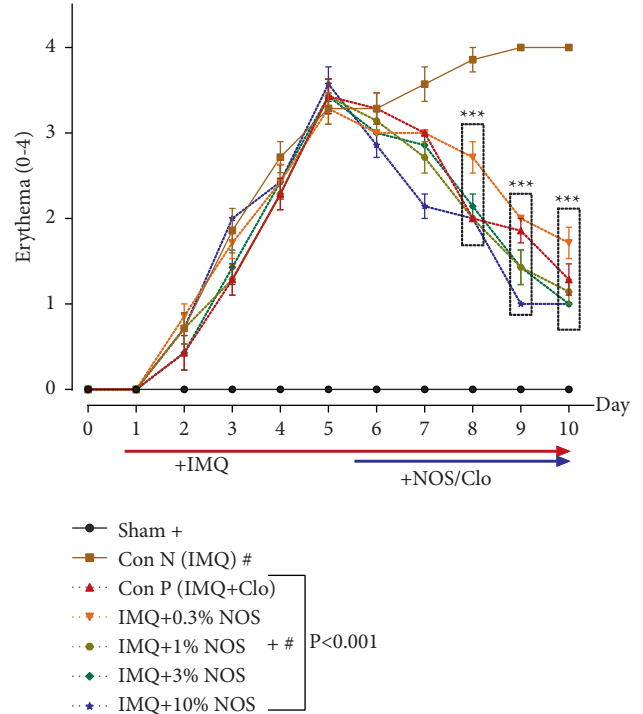 Erythema (0-4)
4
3
2
1
0
***
***
***
0 1 2 3 4 5 6 7 8 9 10
Day
+IMQ
+NOS/Clo
Sham +
Con N (IMQ) #
Con P (IMQ+Clo)
IMQ+0.3% NOS
IMQ+1% NOS
IMQ+3% NOS
IMQ+10% NOS
+ #
P<0.001